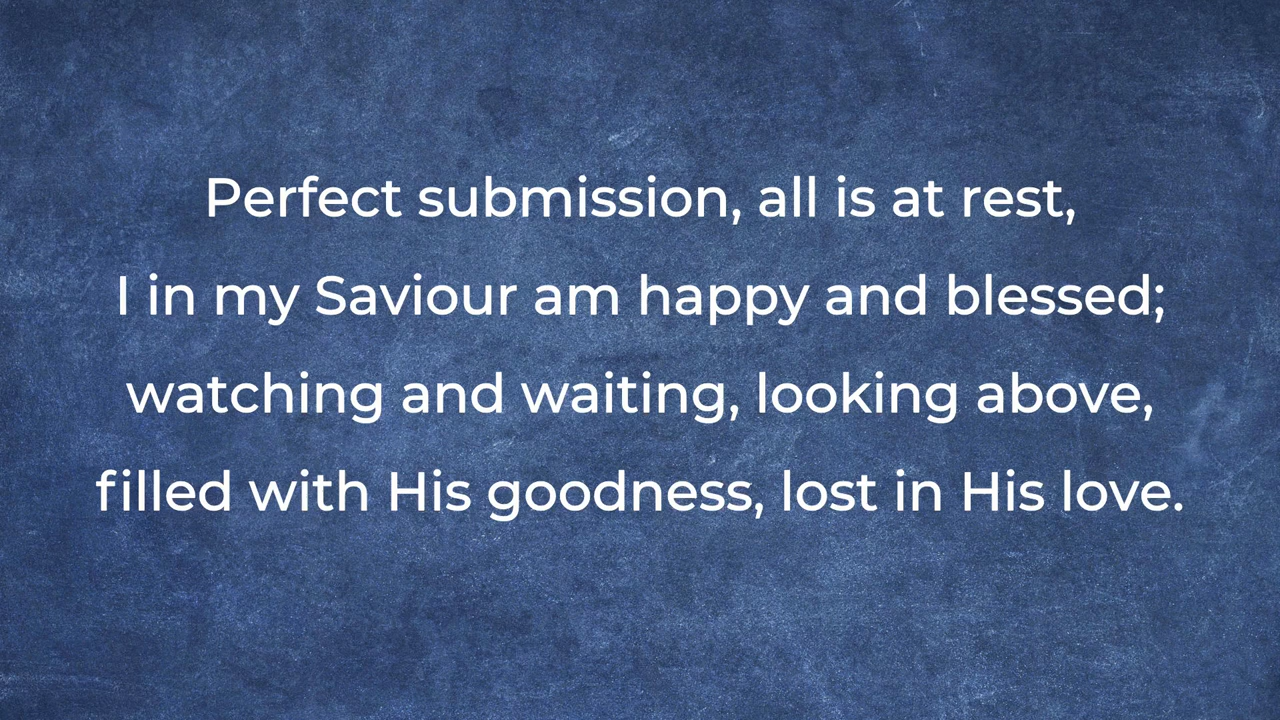 Perfect submission, all is at rest,
I in my Saviour am happy and blessed;
watching and waiting, looking above,
filled with His goodness, lost in His love.